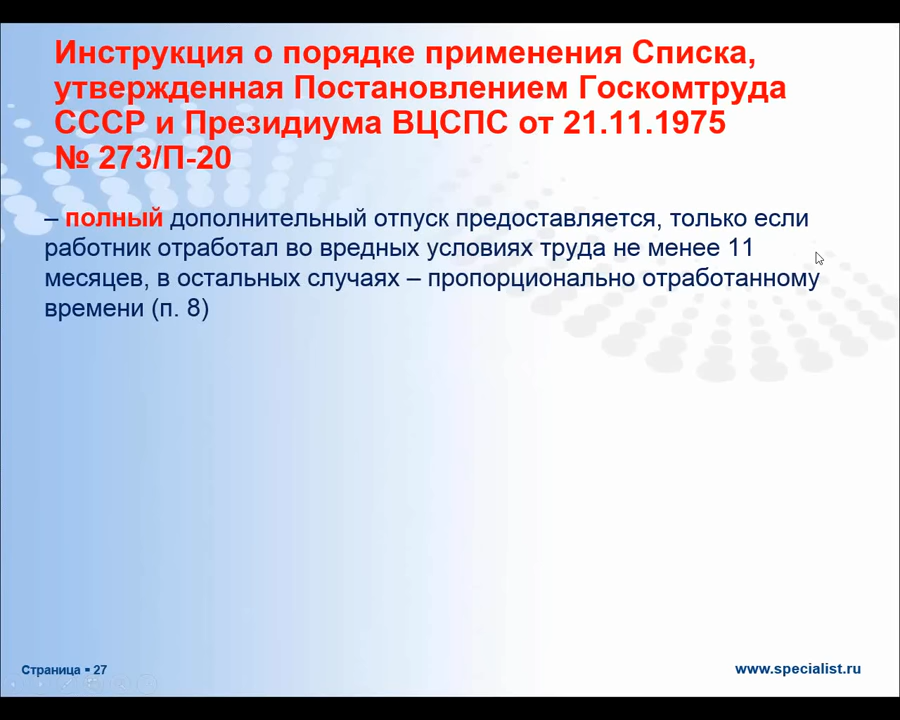 Инструкция о порядке применения Списка,
утвержденная Постановлением Госкомтруда
СССР и Президиума ВЦСПС от 21.11.1975
№ 273/П-20
– полный дополнительный отпуск предоставляется, только если
работник отработал во вредных условиях труда не менее 11
месяцев, в остальных случаях – пропорционально отработанному
времени (п. 8)
Страница ▪ 27
www.specialist.ru